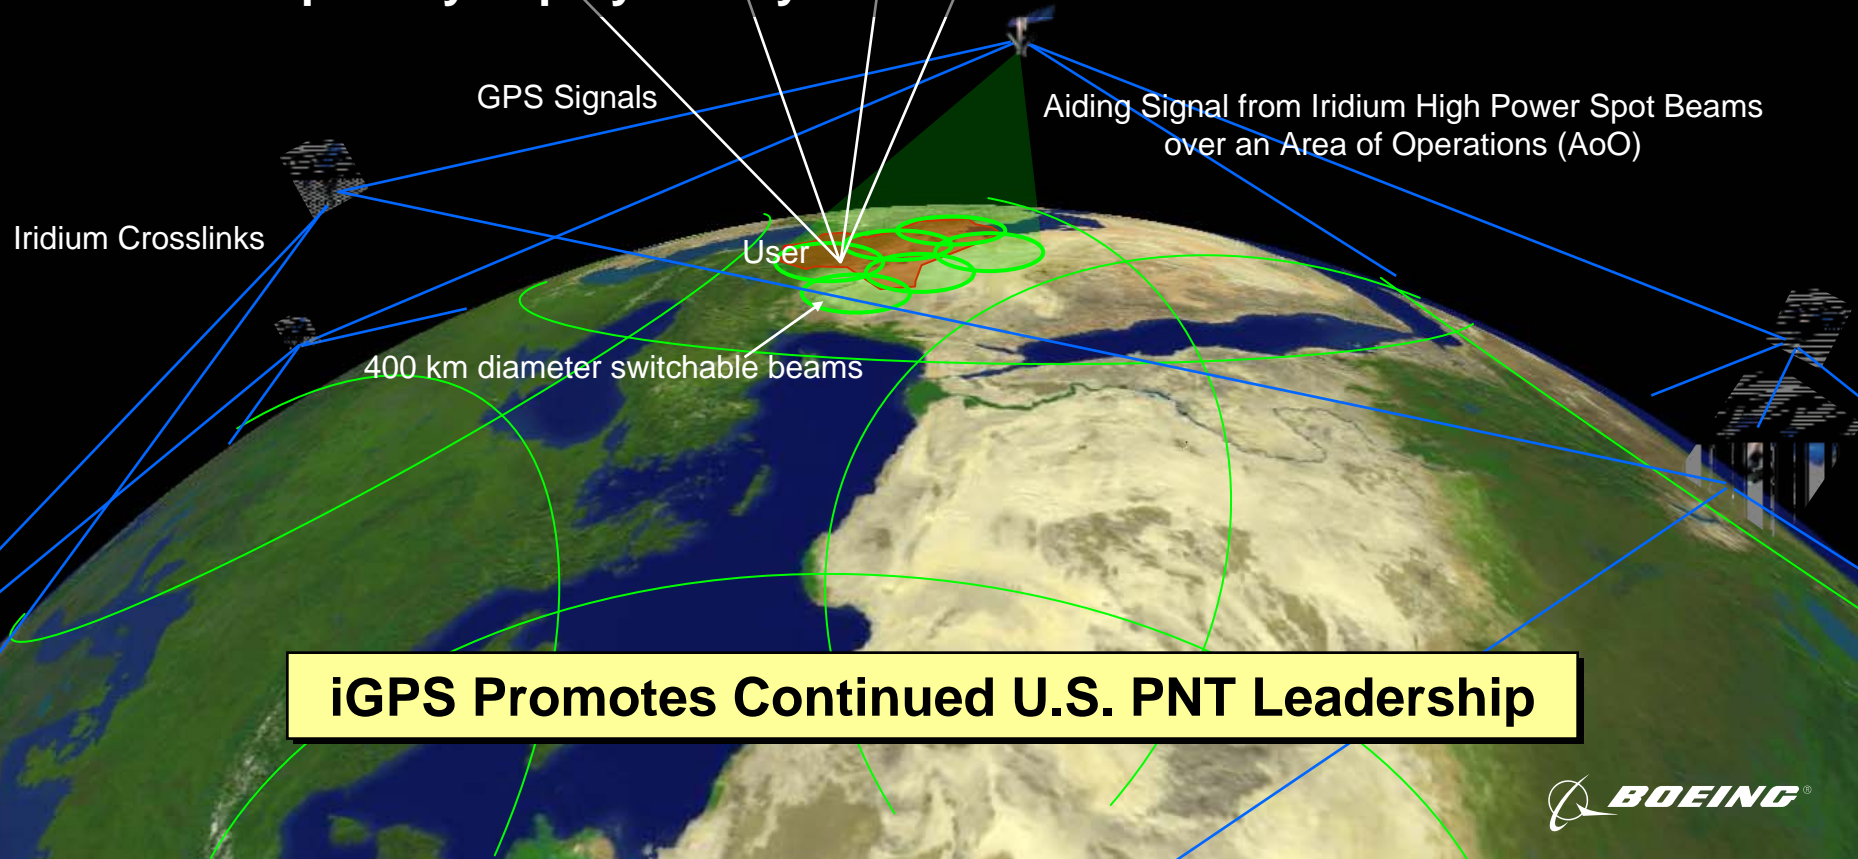 GPS Signals
Aiding Signal from Iridium High Power Spot Beams
over an Area of Operations (AoO)
Iridium Crosslinks
User
400 km diameter switchable beams
iGPS Promotes Continued U.S. PNT Leadership
BOEING®